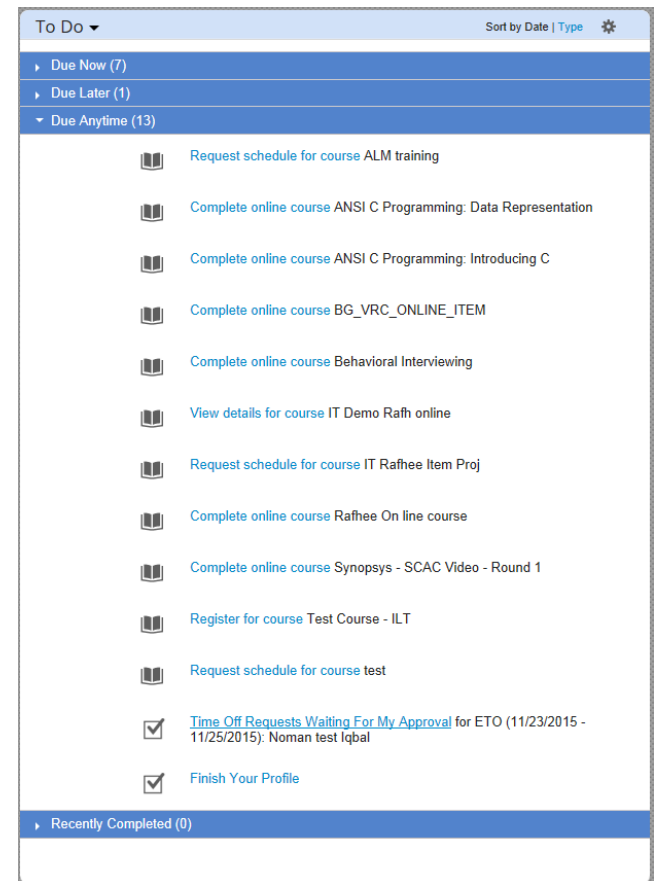 To Do
Sort by Date | Type
Due Now (7)
Due Later (1)
Due Anytime (13)
Request schedule for course ALM training
Complete online course ANSI C Programming: Data Representation
Complete online course ANSI C Programming: Introducing C
Complete online course BG_VRC_ONLINE_ITEM
Complete online course Behavioral Interviewing
View details for course IT Demo Rafh online
Request schedule for course IT Rafhee Item Proj
Complete online course Rafhee On line course
Complete online course Synopsys - SCAC Video - Round 1
Register for course Test Course - ILT
Request schedule for course test
Time Off Requests Waiting For My Approval for ETO (11/23/2015 -
11/25/2015): Noman test Iqbal
Finish Your Profile
Recently Completed (0)